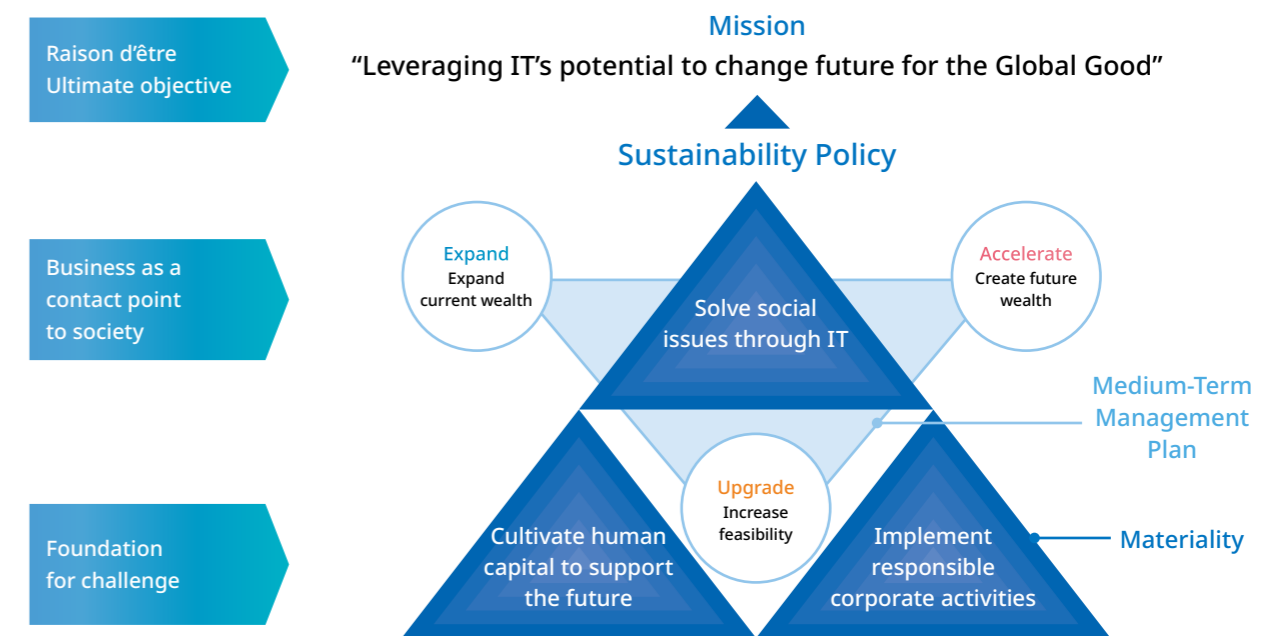 Raison d’être
Ultimate objective
Mission
“Leveraging IT’s potential to change future for the Global Good”
Sustainability Policy
Business as a
contact point
to society
Expand
Expand
current wealth
Solve social
issues through IT
Accelerate
Create future
wealth
Medium-Term
Management
Plan
Foundation
for challenge
Cultivate human
capital to support
the future
Upgrade
Increase
feasibility
Implement
responsible
corporate activities
Materiality